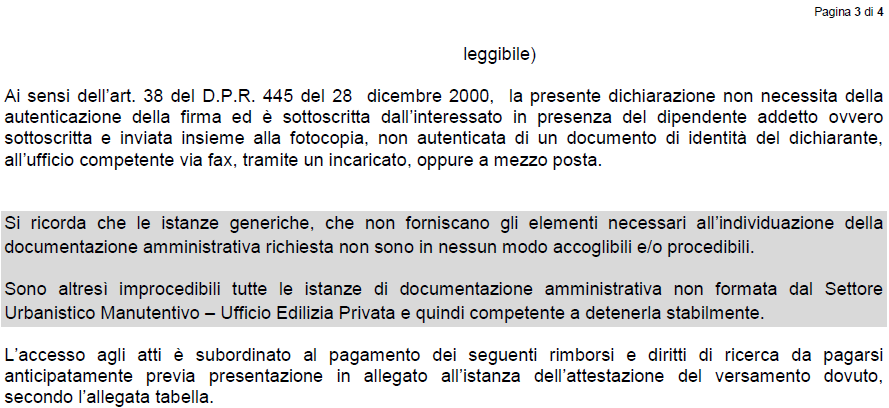 Pagina 3 di 4
leggibile)
Ai sensi dell'art. 38 del D.P.R. 445 del 28 dicembre 2000, la presente dichiarazione non necessita della
autenticazione della firma ed è sottoscritta dall'interessato in presenza del dipendente addetto ovvero
sottoscritta e inviata insieme alla fotocopia, non autenticata di un documento di identità del dichiarante,
all'ufficio competente via fax, tramite un incaricato, oppure a mezzo posta.
Si ricorda che le istanze generiche, che non forniscano gli elementi necessari all'individuazione della
documentazione amministrativa richiesta non sono in nessun modo accoglibili e/o procedibili.
Sono altresì improcedibili tutte le istanze di documentazione amministrativa non formata dal Settore
Urbanistico Manutentivo – Ufficio Edilizia Privata e quindi competente a detenerla stabilmente.
L'accesso agli atti è subordinato al pagamento dei seguenti rimborsi e diritti di ricerca da pagarsi
anticipatamente previa presentazione in allegato all'istanza dell'attestazione del versamento dovuto,
secondo l'allegata tabella.